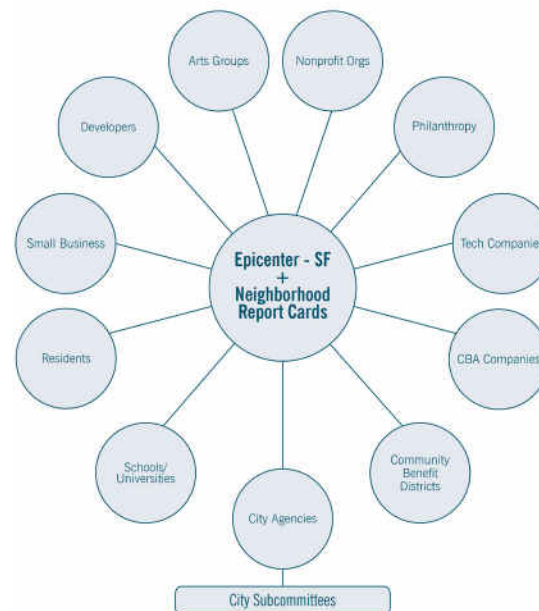 Arts Groups
Nonprofit Orgs
Developers
Philanthropy
Small Business
Tech Companie
Epicenter - SF
+
Neighborhood
Report Cards
Residents
CBA Companies
Schools/
Universities
Community
Benefit
Districts
City Agencies
City Subcommittees